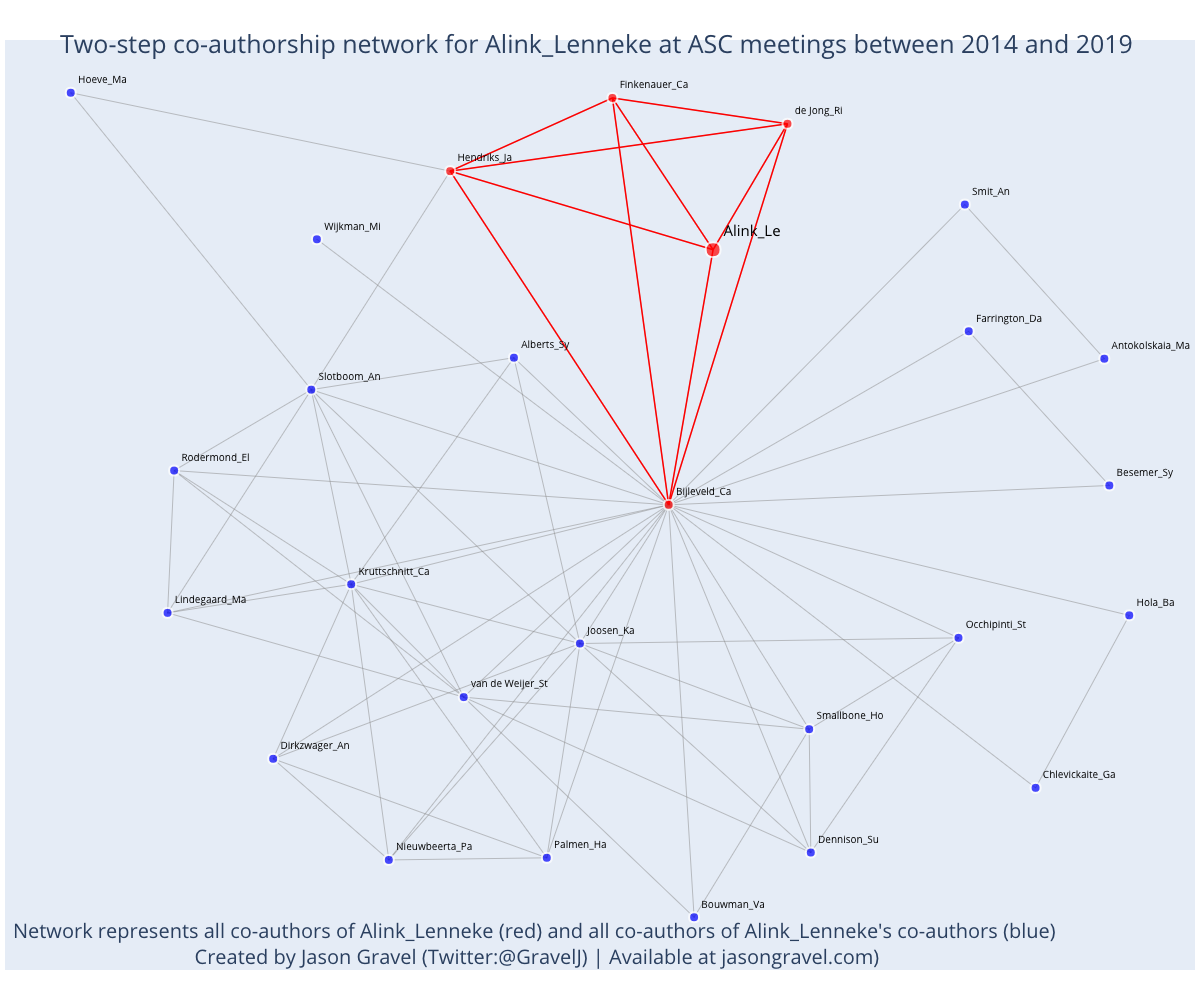 Two-step co-authorship network for Alink_Lenneke at ASC meetings between 2014 and 2019
Hoeve_Ma
Finkenauer_Ca
de Jong_Ri
Hendriks_Ja
Smit_An
Wijkman_Mi
Alink_Le
Farrington_Da
Alberts_Sy
Antokolskaia_Ma
Slotboom_An
Rodermond_El
Besemer_Sy
Bijleveld_Ca
Kruttschnitt_Ca
Lindegaard_Ma
Hola_Ba
Joosen_Ka
Occhipinti_St
van de Weijer_St
Smallbone_Ho
Dirkzwager_An
Chlevickaite_Ga
Nieuwbeerta_Pa
Palmen_Ha
Dennison_Su
Bouwman_Va
Network represents all co-authors of Alink_Lenneke (red) and all co-authors of Alink_Lenneke's co-authors (blue)
Created by Jason Gravel (Twitter:@GravelJ) | Available at jasongravel.com)